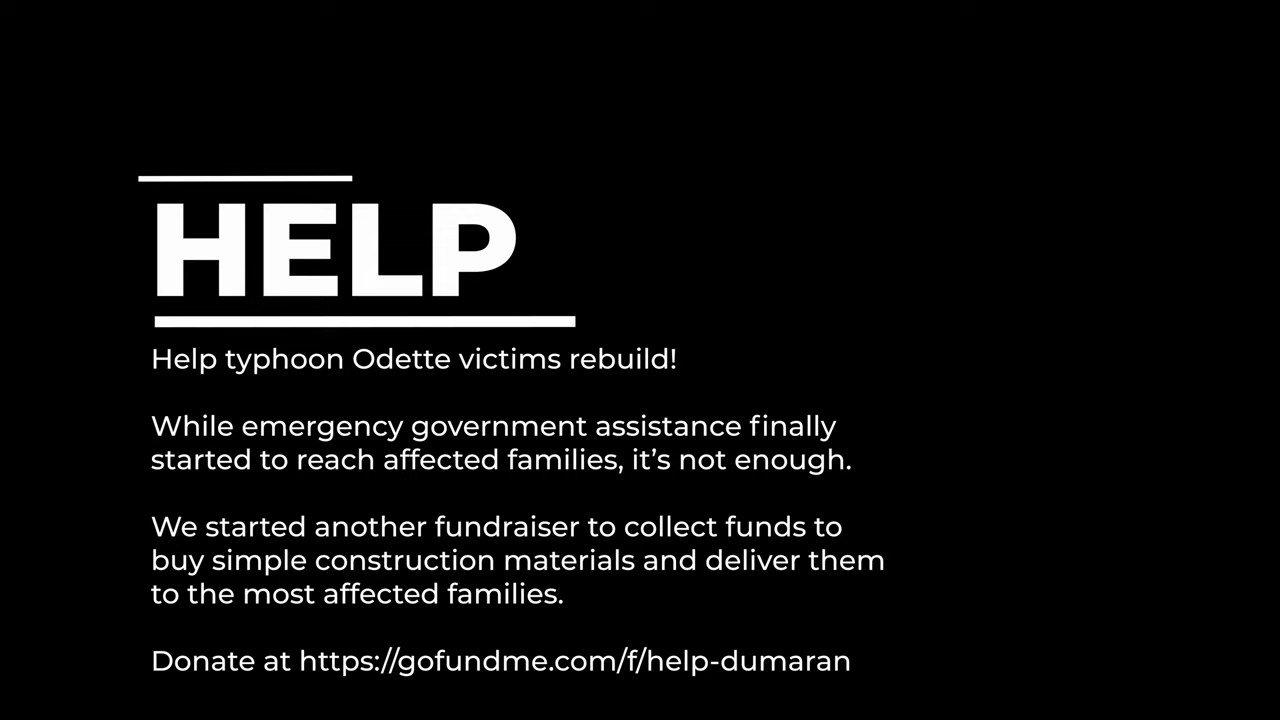 HELP
Help typhoon Odette victims rebuild!
While emergency government assistance finally
started to reach affected families, it’s not enough.
We started another fundraiser to collect funds to
buy simple construction materials and deliver them
to the most affected families.
Donate at https://gofundme.com/f/help-dumaran